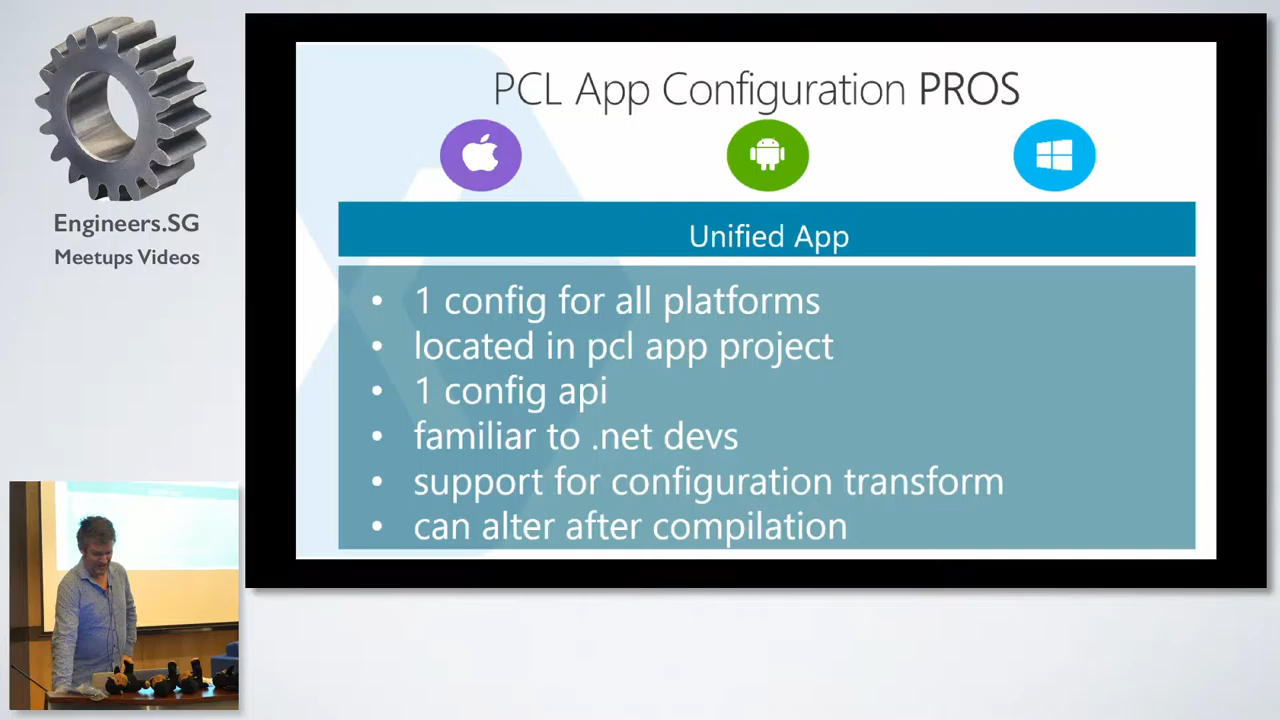 Engineers.SG
Meetups Videos
PCL App Configuration PROS
Unified App
• 1 config for all platforms
• located in pcl app project
• 1 config api
• familiar to .net devs
• support for configuration transform
• can alter after compilation